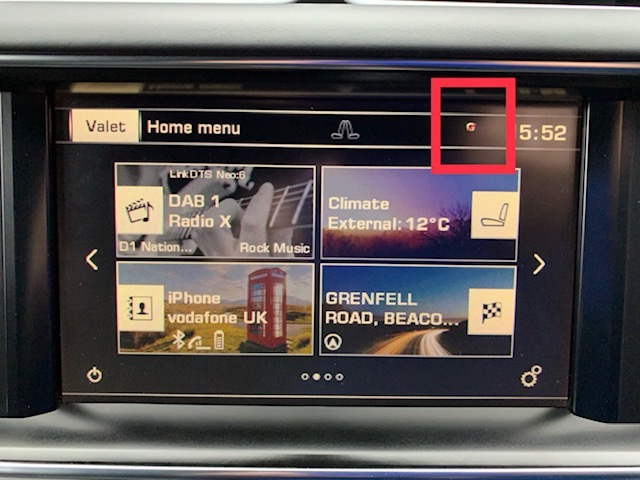 Valet
Home menu
G
15:52
LinkDTS Neo:6
DAB 1
Radio X
D1 Nation...
Rock Music
Climate
External: 12°C
iPhone
vodafone UK
GRENFELL
ROAD, BEACO...